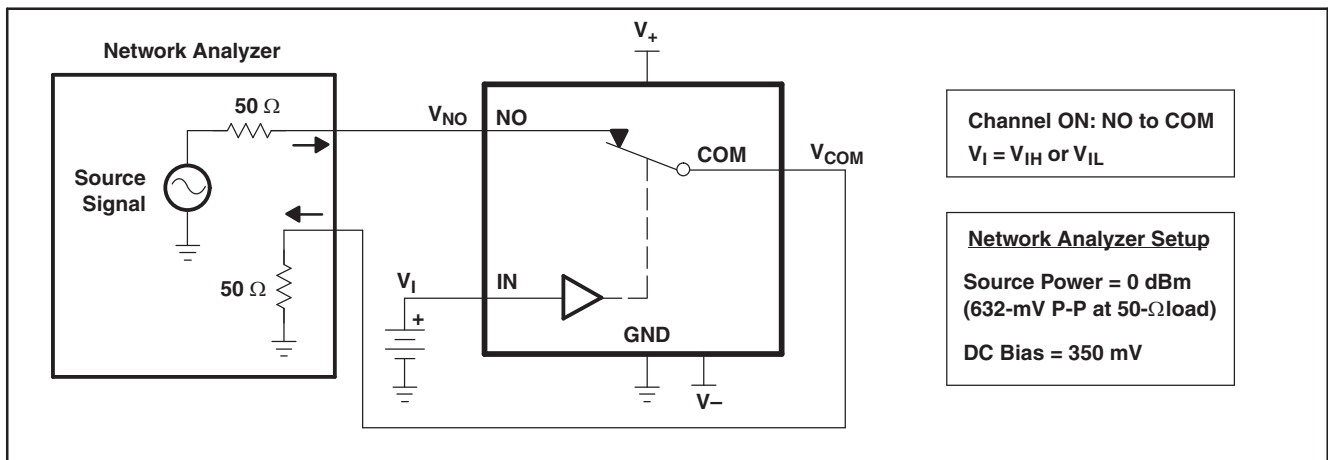 V+
Network Analyzer
50 Ω
VNO
NO
COM
VCOM
Source
Signal
50 Ω
VI
+
IN
GND
V–
Channel ON: NO to COM
VI = VIH or VIL
Network Analyzer Setup
Source Power = 0 dBm
(632-mV P-P at 50-Ωload)
DC Bias = 350 mV